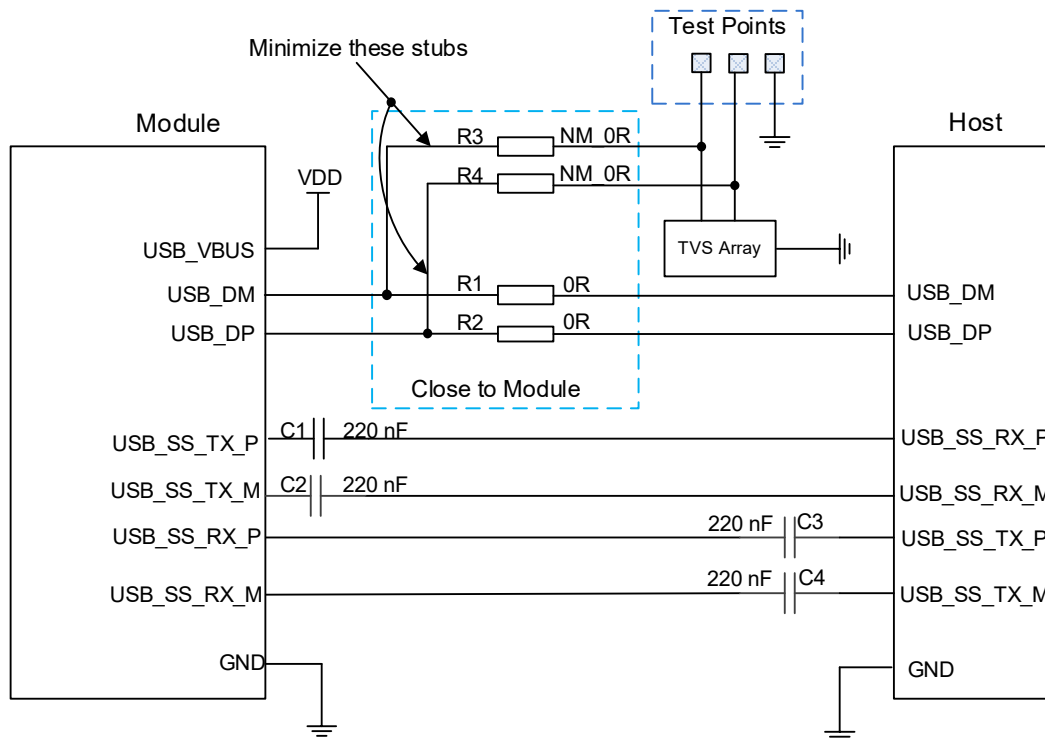 Test Points
Minimize these stubs
Module
Host
R3 NM_0R
R4 NM_0R
VDD
TVS Array
USB_VBUS
USB_DM R1 0R USB_DM
USB_DP R2 0R USB_DP
Close to Module
USB_SS_TX_P C1 220 nF USB_SS_RX_P
USB_SS_TX_M C2 220 nF USB_SS_RX_M
USB_SS_RX_P 220 nF C3 USB_SS_TX_P
USB_SS_RX_M 220 nF C4 USB_SS_TX_M
GND GND